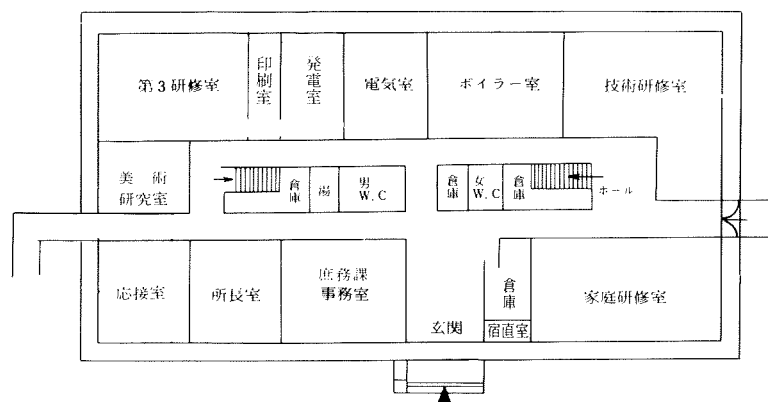 第3研修室
印刷室
発電室
電気室
ボイラー室
技術研修室
美術
研究室
倉庫
湯
男
W.C
倉庫
女
W.C
倉庫
ホール
応接室
所長室
庶務課
事務室
玄関
倉庫
宿直室
家庭研修室